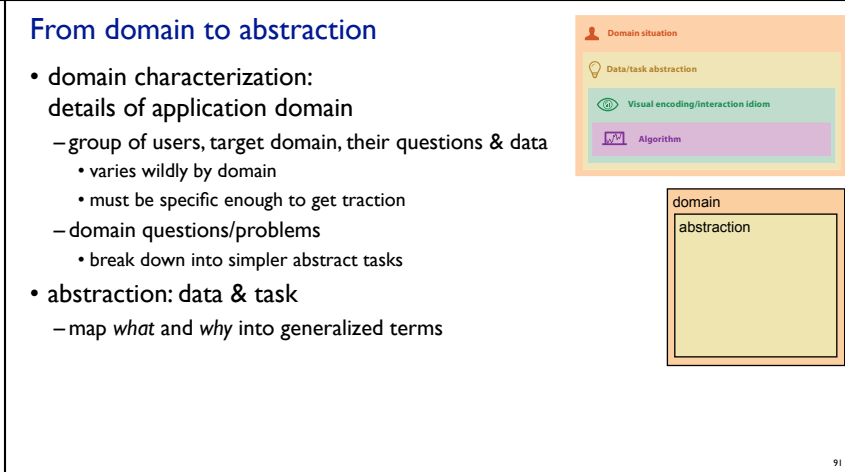 From domain to abstraction
• domain characterization:
details of application domain
– group of users, target domain, their questions & data
• varies wildly by domain
• must be specific enough to get traction
– domain questions/problems
• break down into simpler abstract tasks
• abstraction: data & task
– map what and why into generalized terms
Domain situation
Data/task abstraction
Visual encoding/interaction idiom
Algorithm
domain
abstraction
91